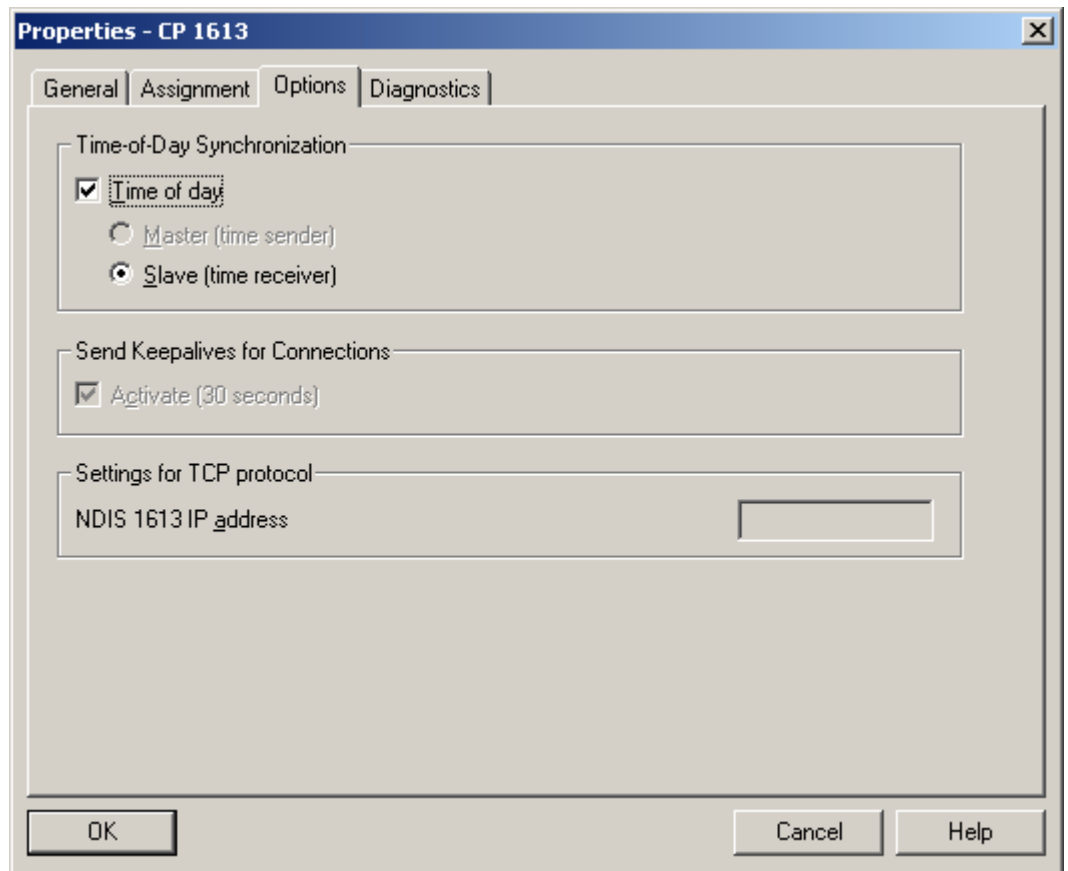 Properties - CP 1613
General Assignment Options Diagnostics
Time-of-Day Synchronization
Time of day
Master (time sender)
Slave (time receiver)
Send Keepalives for Connections
Activate (30 seconds)
Settings for TCP protocol
NDIS 1613 IP address
OK Cancel Help